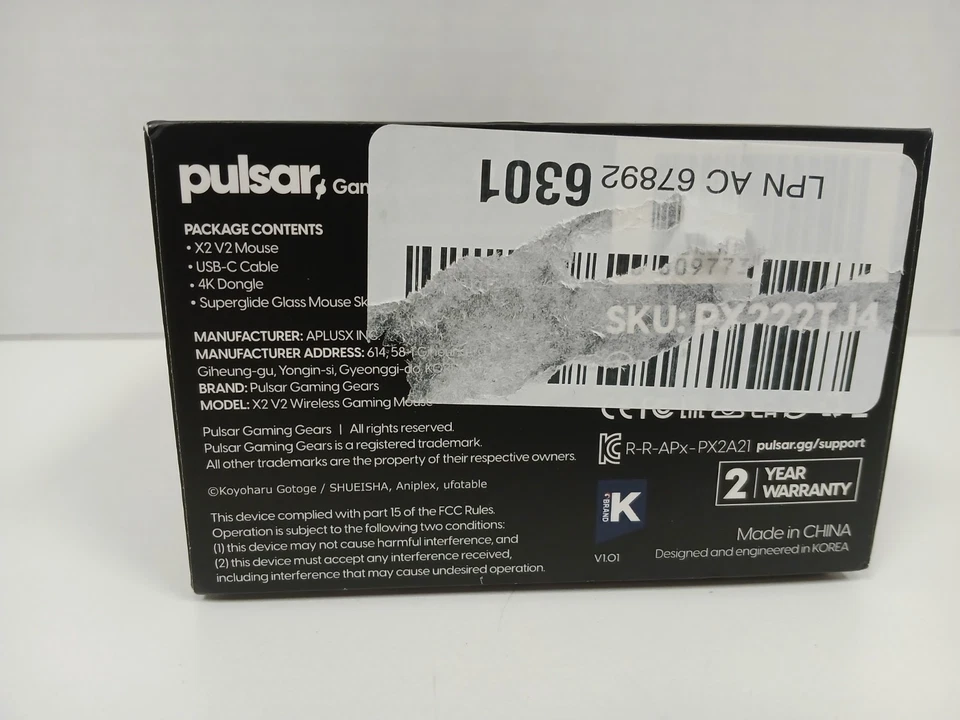 pulsar
LPN AC 67892 6301
PACKAGE CONTENTS
• X2 V2 Mouse
• USB-C Cable
• 4K Dongle
• Superglide Glass Mouse
MANUFACTURER: APLUSX
MANUFACTURER ADDRESS: 614,
Giheung-gu, Yongin-si, Gyeonggi-do,
BRAND: Pulsar Gaming Gears
MODEL: X2 V2 Wireless Gaming Mouse
SKU:
Pulsar Gaming Gears | All rights reserved.
Pulsar Gaming Gears is a registered trademark.
All other trademarks are the property of their respective owners.
©Koyoharu Gotoge / SHUEISHA, Aniplex, ufotable
This device complied with part 15 of the FCC Rules.
Operation is subject to the following two conditions:
(1) this device may not cause harmful interference, and
(2) this device must accept any interference received,
including interference that may cause undesired operation.
R-R-APx-PX2A21 pulsar.gg/support
2 YEAR
WARRANTY
K
BRAND
V1.01
Made in CHINA
Designed and engineered in KOREA